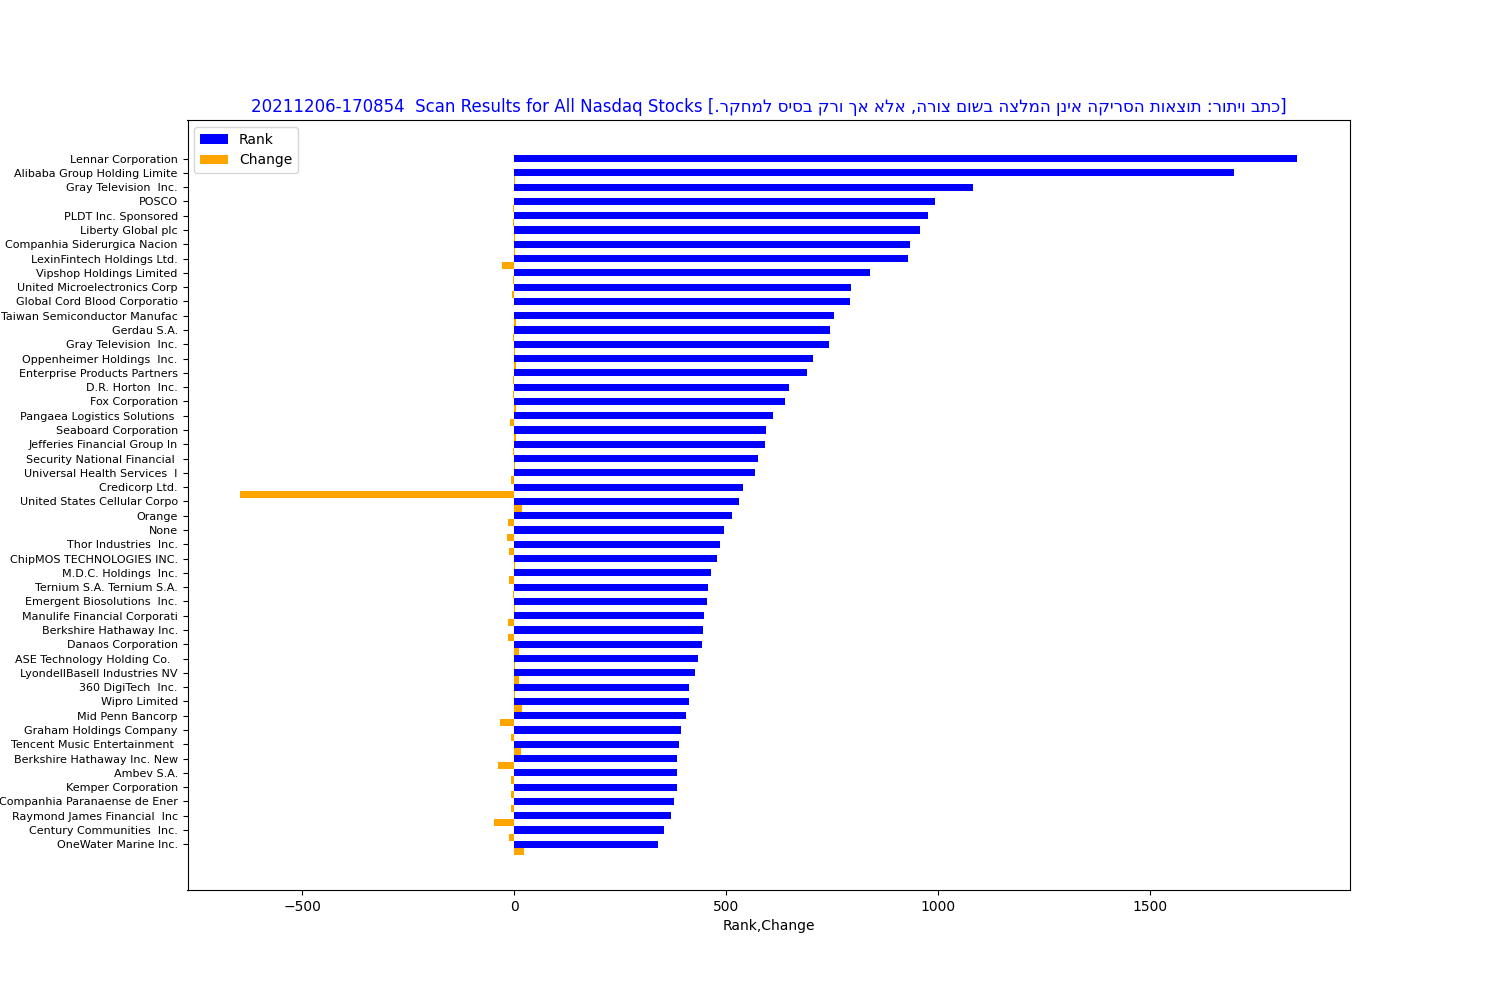 20211206-170854  Scan Results for All Nasdaq Stocks [כתב ויתור: תוצאות הסריקה אינן המלצה בשום צורה, אלא אך ורק בסיס למחקר.]
Rank
Change
Lennar Corporation
Alibaba Group Holding Limite
Gray Television  Inc.
POSCO
PLDT Inc. Sponsored
Liberty Global plc
Companhia Siderurgica Nacion
LexinFintech Holdings Ltd.
Vipshop Holdings Limited
United Microelectronics Corp
Global Cord Blood Corporatio
Taiwan Semiconductor Manufac
Gerdau S.A.
Gray Television  Inc.
Oppenheimer Holdings  Inc.
Enterprise Products Partners
D.R. Horton  Inc.
Fox Corporation
Pangaea Logistics Solutions
Seaboard Corporation
Jefferies Financial Group In
Security National Financial
Universal Health Services  I
Credicorp Ltd.
United States Cellular Corpo
Orange
None
Thor Industries  Inc.
ChipMOS TECHNOLOGIES INC.
M.D.C. Holdings  Inc.
Ternium S.A. Ternium S.A.
Emergent Biosolutions  Inc.
Manulife Financial Corporati
Berkshire Hathaway Inc.
Danaos Corporation
ASE Technology Holding Co.
LyondellBasell Industries NV
360 DigiTech  Inc.
Wipro Limited
Mid Penn Bancorp
Graham Holdings Company
Tencent Music Entertainment
Berkshire Hathaway Inc. New
Ambev S.A.
Kemper Corporation
Companhia Paranaense de Ener
Raymond James Financial  Inc
Century Communities  Inc.
OneWater Marine Inc.
−500 0 500 1000 1500
Rank,Change